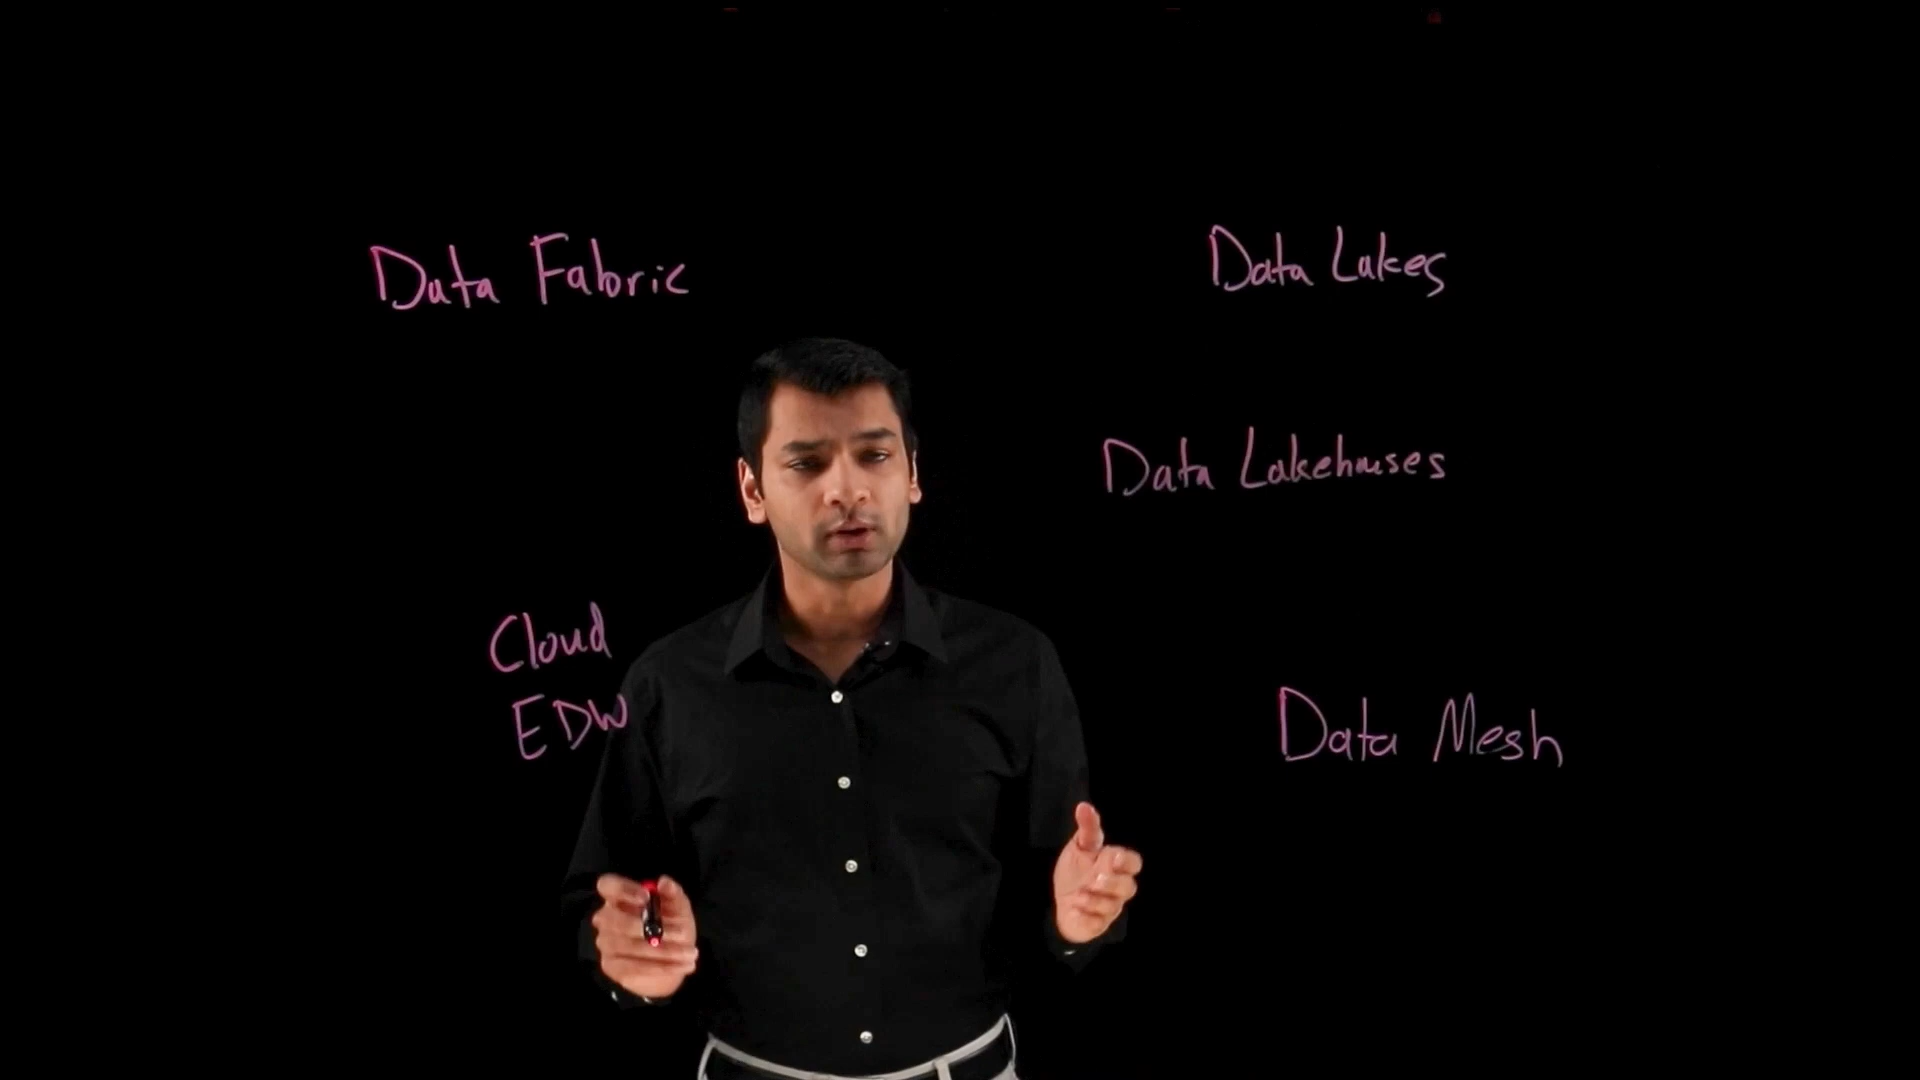 Data Fabric
Data Lakes
Data Lakehouses
Cloud
EDW
Data Mesh